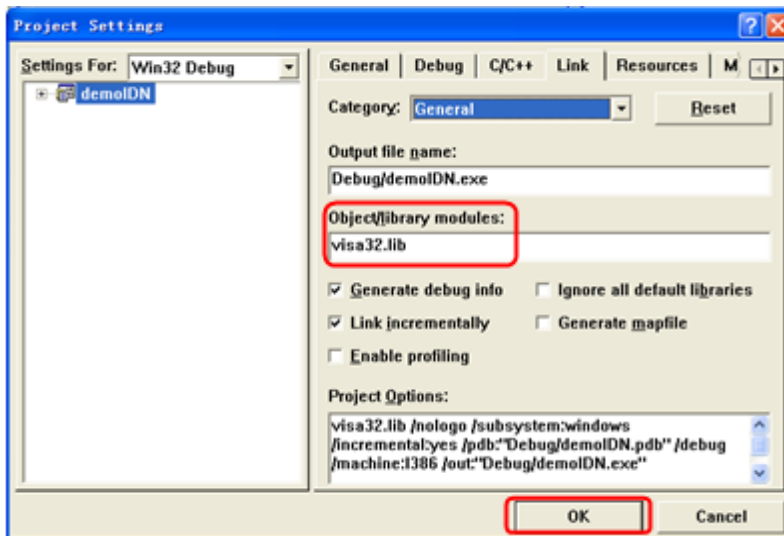 Project Settings
Settings For: Win32 Debug
demoIDN
General Debug C/C++ Link Resources M
Category: General Reset
Output file name:
Debug/demoIDN.exe
Object/library modules:
visa32.lib
Generate debug info Ignore all default libraries
Link incrementally Generate mapfile
Enable profiling
Project Options:
visa32.lib /nologo /subsystem:windows
/incremental:yes /pdb:"Debug/demoIDN.pdb" /debug
/machine:I386 /out:"Debug/demoIDN.exe"
OK Cancel